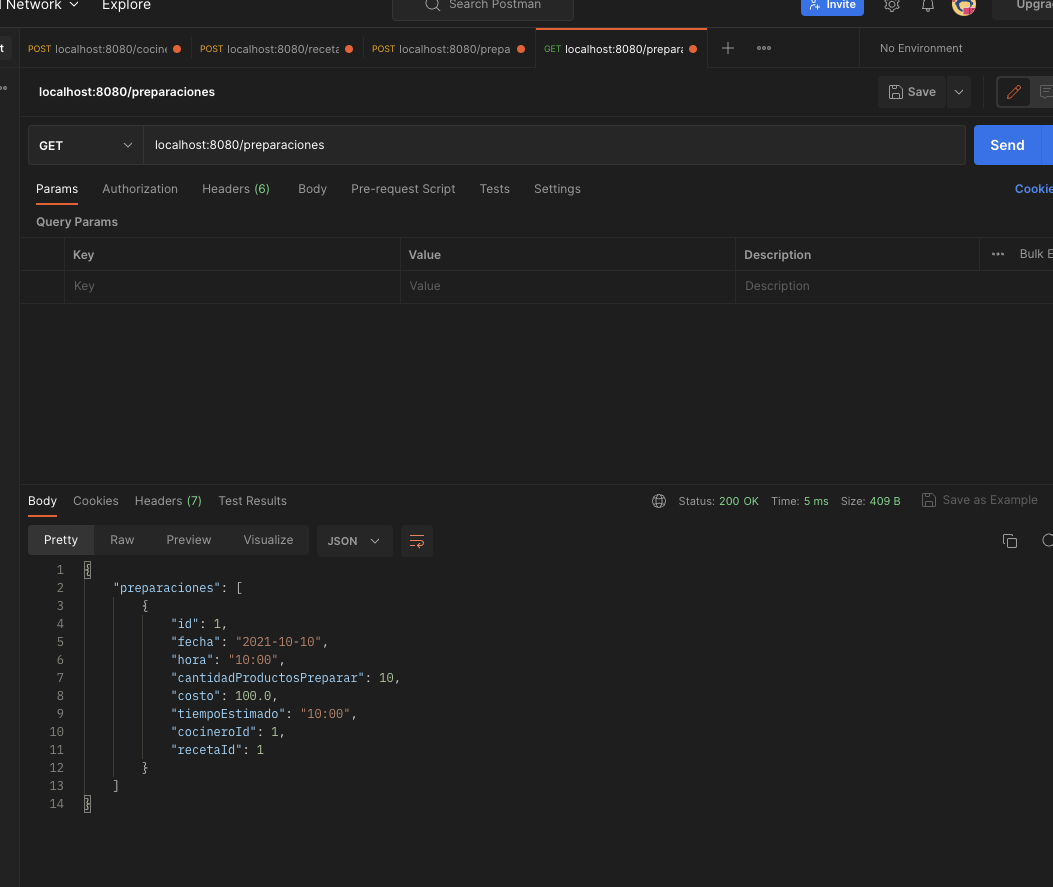 Network Explore Search Postman Invite
POST localhost:8080/cocine POST localhost:8080/receta POST localhost:8080/prepa GET localhost:8080/prepara No Environment
localhost:8080/preparaciones Save
GET localhost:8080/preparaciones Send
Params Authorization Headers (6) Body Pre-request Script Tests Settings Cookie
Query Params
Key Value Description Bulk E
Key Value Description
Body Cookies Headers (7) Test Results Status: 200 OK Time: 5 ms Size: 409 B Save as Example
Pretty Raw Preview Visualize JSON
1 {
2 "preparaciones": [
3 {
4 "id": 1,
5 "fecha": "2021-10-10",
6 "hora": "10:00",
7 "cantidadProductosPreparar": 10,
8 "costo": 100.0,
9 "tiempoEstimado": "10:00",
10 "cocineroId": 1,
11 "recetaId": 1
12 }
13 ]
14 }